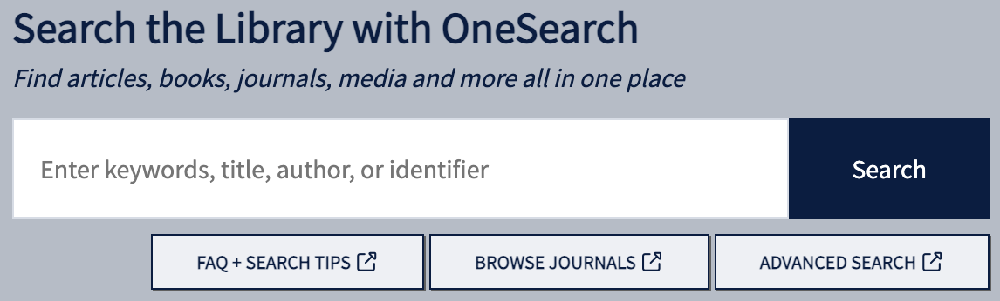 Search the Library with OneSearch
Find articles, books, journals, media and more all in one place
Enter keywords, title, author, or identifier
Search
FAQ + SEARCH TIPS
BROWSE JOURNALS
ADVANCED SEARCH